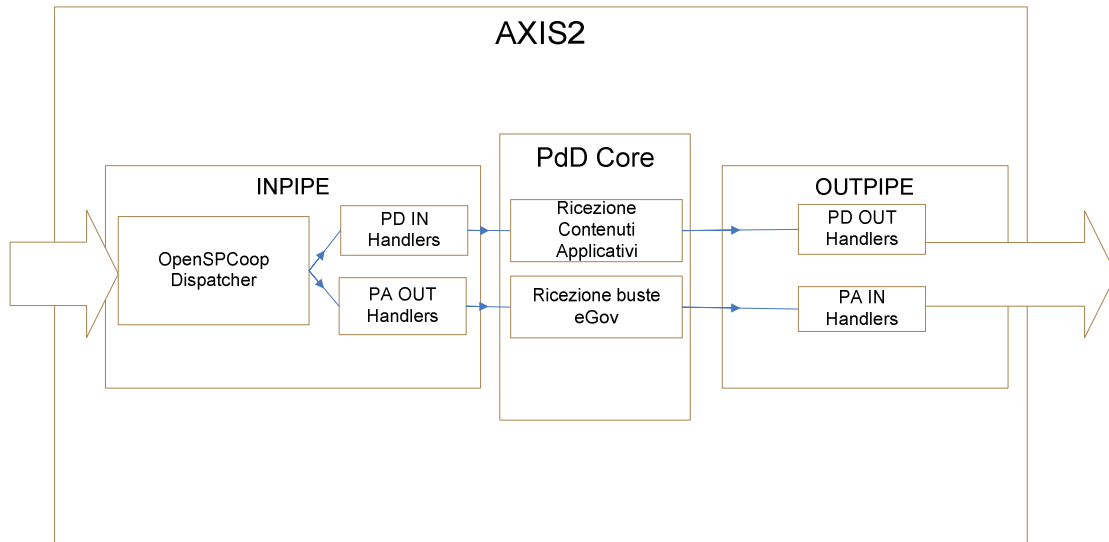 AXIS2
INPIPE
OpenSPCoop
Dispatcher
PD IN
Handlers
PA OUT
Handlers
PdD Core
Ricezione
Contenuti
Applicativi
Ricezione buste
eGov
OUTPIPE
PD OUT
Handlers
PA IN
Handlers